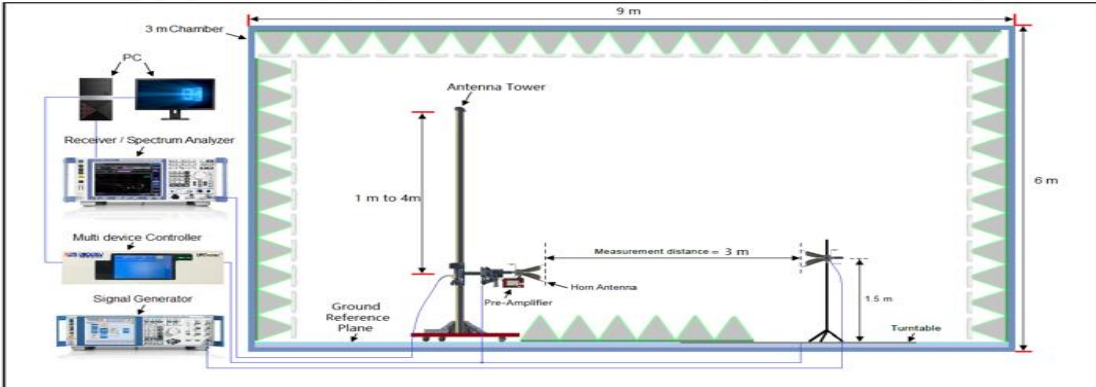 9 m
3 m Chamber
PC
Antenna Tower
Receiver / Spectrum Analyzer
6 m
1 m to 4m
Multi device Controller
Measurement distance = 3 m
Horn Antenna
Pre-Amplifier
1.5 m
Signal Generator
Ground
Reference
Plane
Turntable